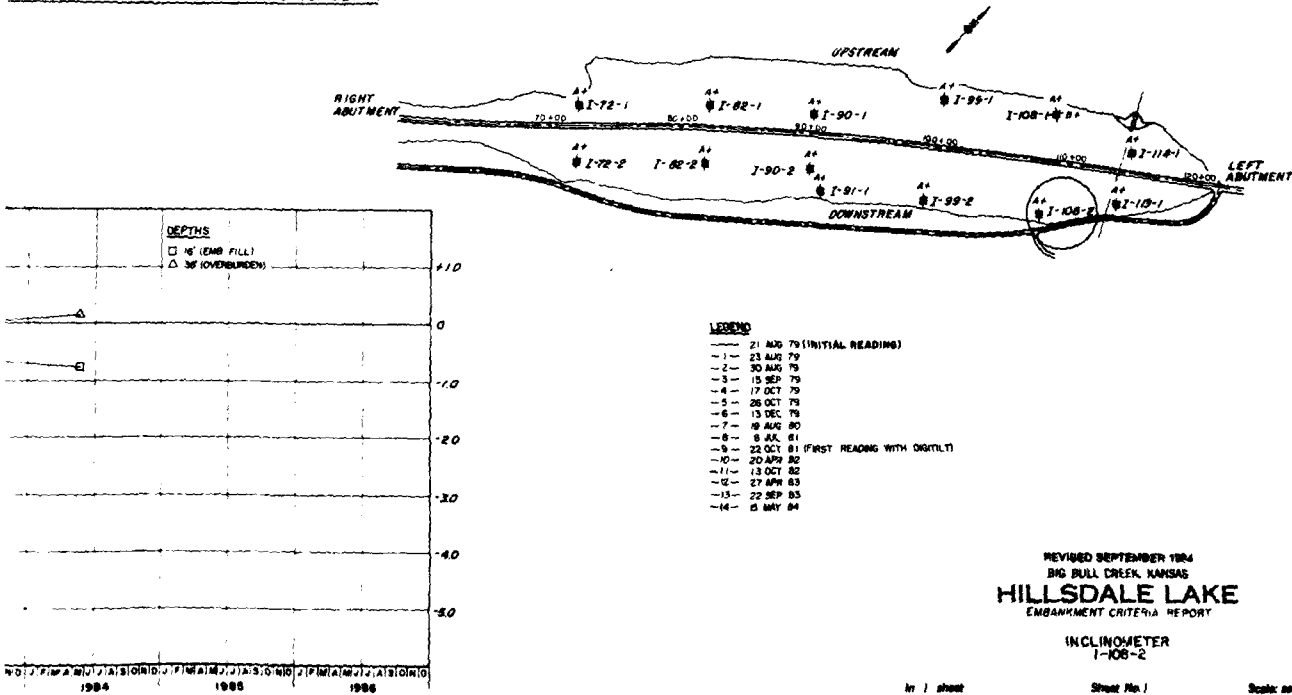 UPSTREAM
RIGHT
ABUTMENT
A+
I-72-1
A+
I-82-1
A+
I-90-1
A+
I-99-1
A+
I-108-1
B+
A+
I-114-1
70+00
80+00
90+00
100+00
110+00
120+00
LEFT
ABUTMENT
A+
I-72-2
A+
I-82-2
A+
I-90-2
A+
I-91-1
A+
I-99-2
A+
I-108-2
A+
I-113-1
DOWNSTREAM
DEPTHS
16' (EMB FILL)
36' (OVERBURDEN)
+1.0
0
-1.0
-2.0
-3.0
-4.0
-5.0
N D J F M A M J J A S O N D J F M A M J J A S O N D J F M A M J J A S O N D
1984 1985 1986
LEGEND
21 AUG 79 (INITIAL READING)
-1- 23 AUG 79
-2- 30 AUG 79
-3- 15 SEP 79
-4- 17 OCT 79
-5- 26 OCT 79
-6- 13 DEC 79
-7- 19 AUG 80
-8- 8 JUL 81
-9- 22 OCT 81 (FIRST READING WITH DIGITILT)
-10- 20 APR 82
-11- 13 OCT 82
-12- 27 APR 83
-13- 22 SEP 83
-14- 15 MAY 84
REVISED SEPTEMBER 1984
BIG BULL CREEK, KANSAS
HILLSDALE LAKE
EMBANKMENT CRITERIA REPORT
INCLINOMETER
I-108-2
In 1 sheet Sheet No. 1 Scale: as